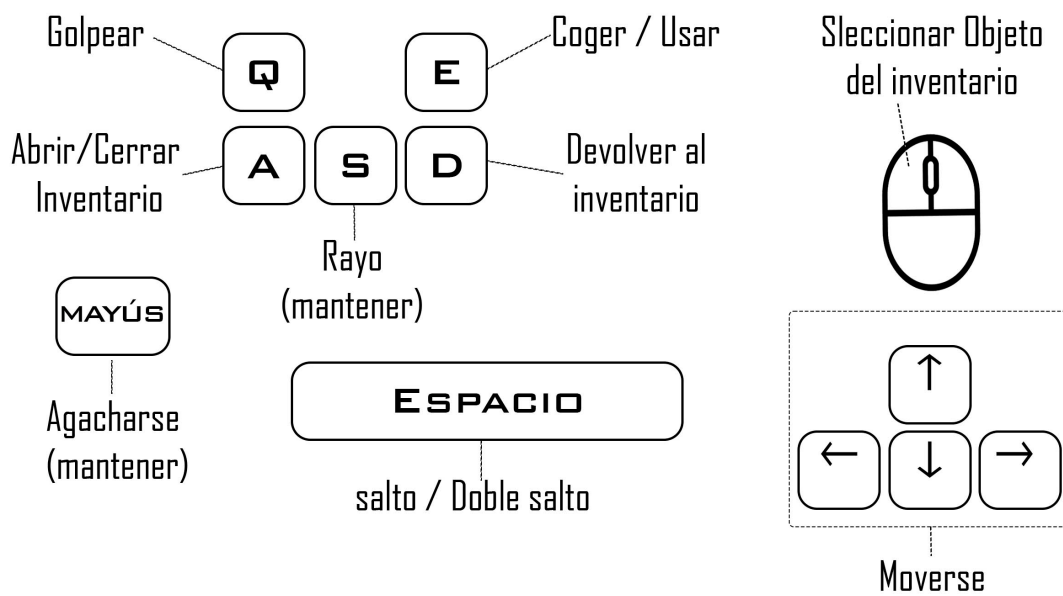 Golpear
Q
E
Coger / Usar
Sleccionar Objeto
del inventario
Abrir/Cerrar
Inventario
A
S
D
Devolver al
inventario
Rayo
(mantener)
MAYÚS
Agacharse
(mantener)
ESPACIO
salto / Doble salto
↑
← ↓ →
Moverse